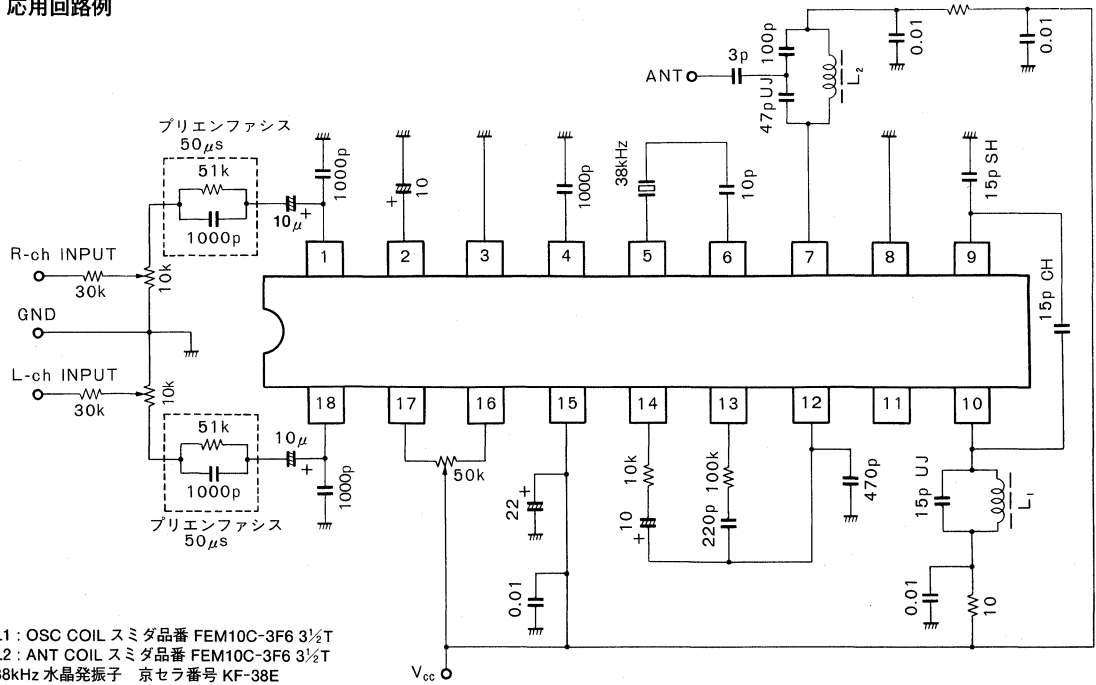 応用回路例
0.01
0.01
100p
3p
ANT
L₂
47p UJ
プリエンファシス
50μs
51k
1000p
10μ
+
1000p
+
10
1000p
38kHz
10p
15p SH
R-ch INPUT
30k
10k
1
2
3
4
5
6
7
8
9
15p CH
GND
L-ch INPUT
30k
10k
18
17
16
15
14
13
12
11
10
51k
1000p
10μ
+
1000p
プリエンファシス
50μs
50k
22
+
10k
10
+
100k
220p
470p
15p UJ
L₁
0.01
0.01
10
L1 : OSC COIL スミダ品番 FEM10C-3F6 3½T
L2 : ANT COIL スミダ品番 FEM10C-3F6 3½T
38kHz 水晶発振子 京セラ番号 KF-38E
Vcc